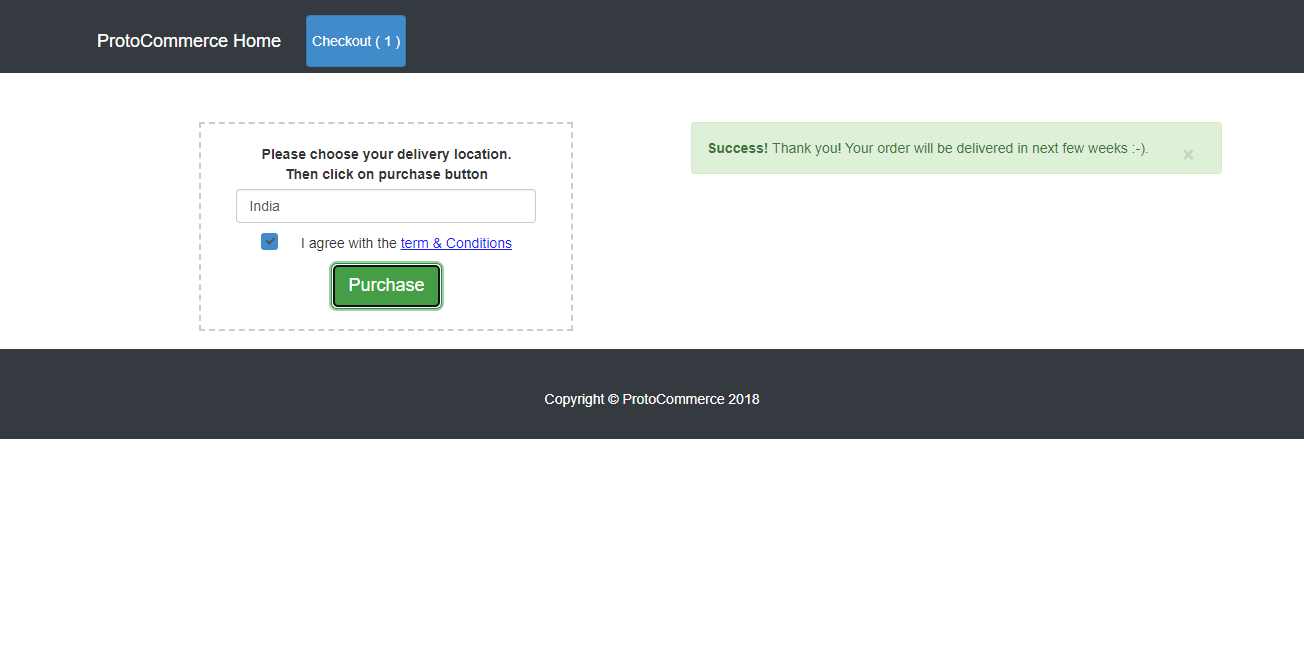 ProtoCommerce Home
Checkout ( 1 )
Please choose your delivery location.
Then click on purchase button
India
I agree with the term & Conditions
Purchase
Success! Thank you! Your order will be delivered in next few weeks :-).
×
Copyright © ProtoCommerce 2018